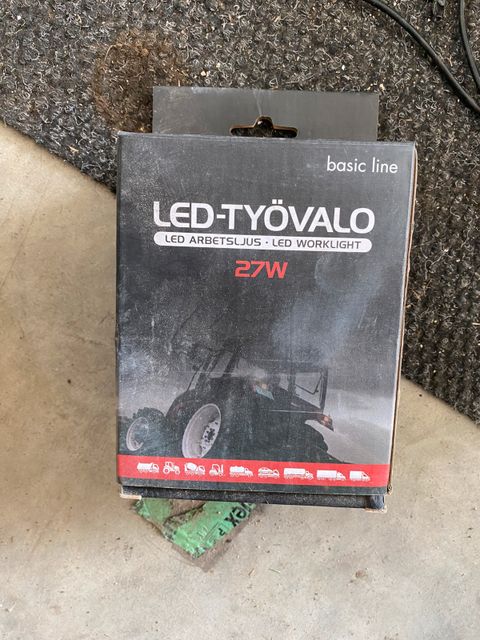 basic line
LED-TYÖVALO
LED ARBETSLJUS · LED WORKLIGHT
27W